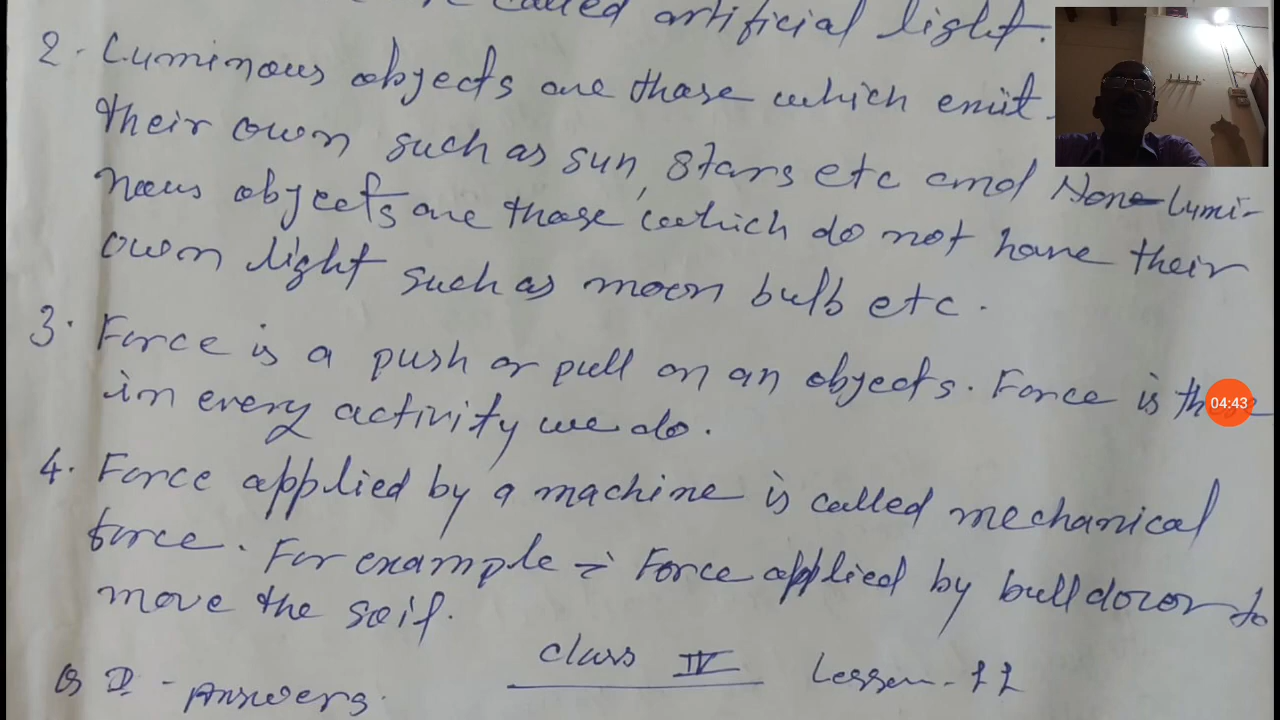 called artificial light.
2. Luminous objects are those which emit
their own such as sun, stars etc and Non-Lumi-
nous objects are those which do not have their
own light such as moon bulb etc.
3. Force is a push or pull on an objects. Force is
in every activity we do.
4. Force applied by a machine is called mechanical
force. For example - Force applied by bulldozor to
move the soil.
Class IV Lesson - 11
Q D - Answers.
04:43